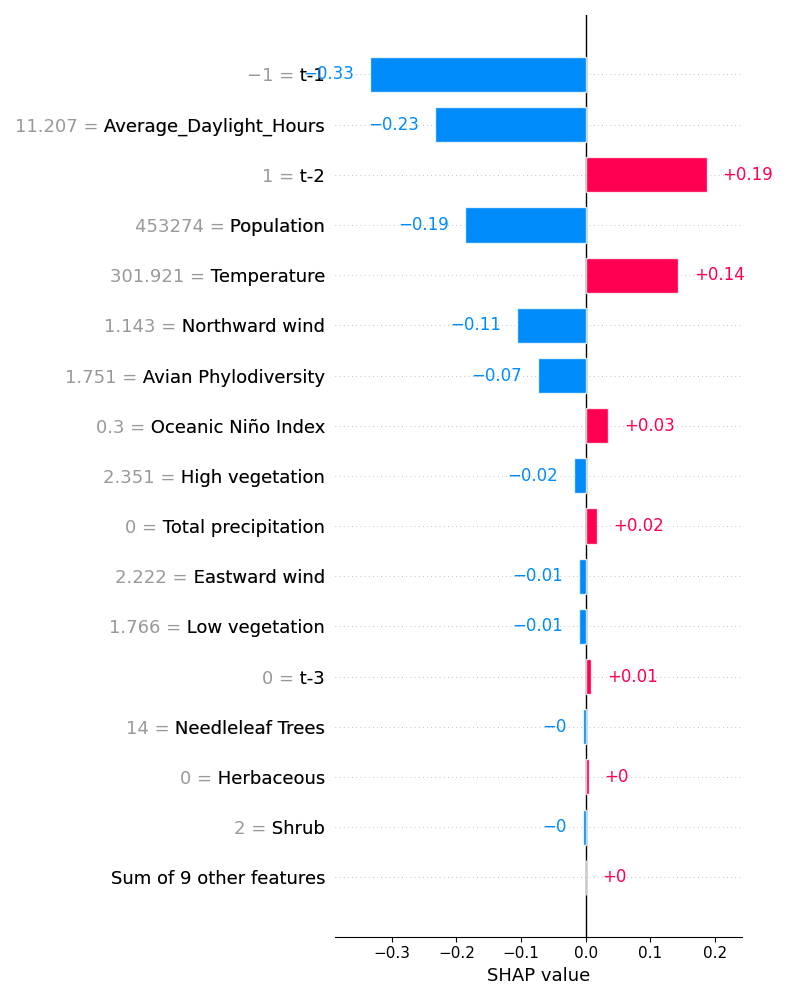 −1 = t-1 −0.33
11.207 = Average_Daylight_Hours −0.23
1 = t-2 +0.19
453274 = Population −0.19
301.921 = Temperature +0.14
1.143 = Northward wind −0.11
1.751 = Avian Phylodiversity −0.07
0.3 = Oceanic Niño Index +0.03
2.351 = High vegetation −0.02
0 = Total precipitation +0.02
2.222 = Eastward wind −0.01
1.766 = Low vegetation −0.01
0 = t-3 +0.01
14 = Needleleaf Trees −0
0 = Herbaceous +0
2 = Shrub −0
Sum of 9 other features +0
−0.3 −0.2 −0.1 0.0 0.1 0.2
SHAP value